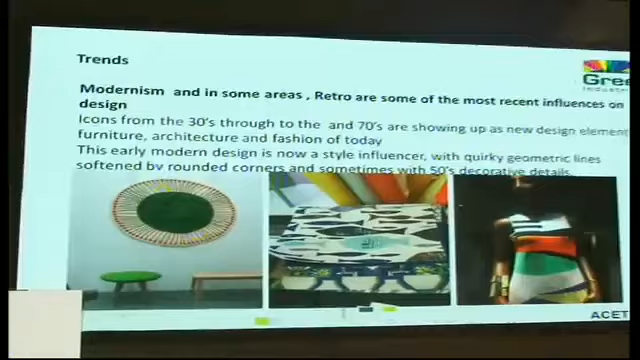 Trends
Gree
Industri
Modernism and in some areas , Retro are some of the most recent influences on
design
Icons from the 30's through to the and 70's are showing up as new design element
furniture, architecture and fashion of today
This early modern design is now a style influencer, with quirky geometric lines
softened by rounded corners and sometimes with 50's decorative details.
ACET